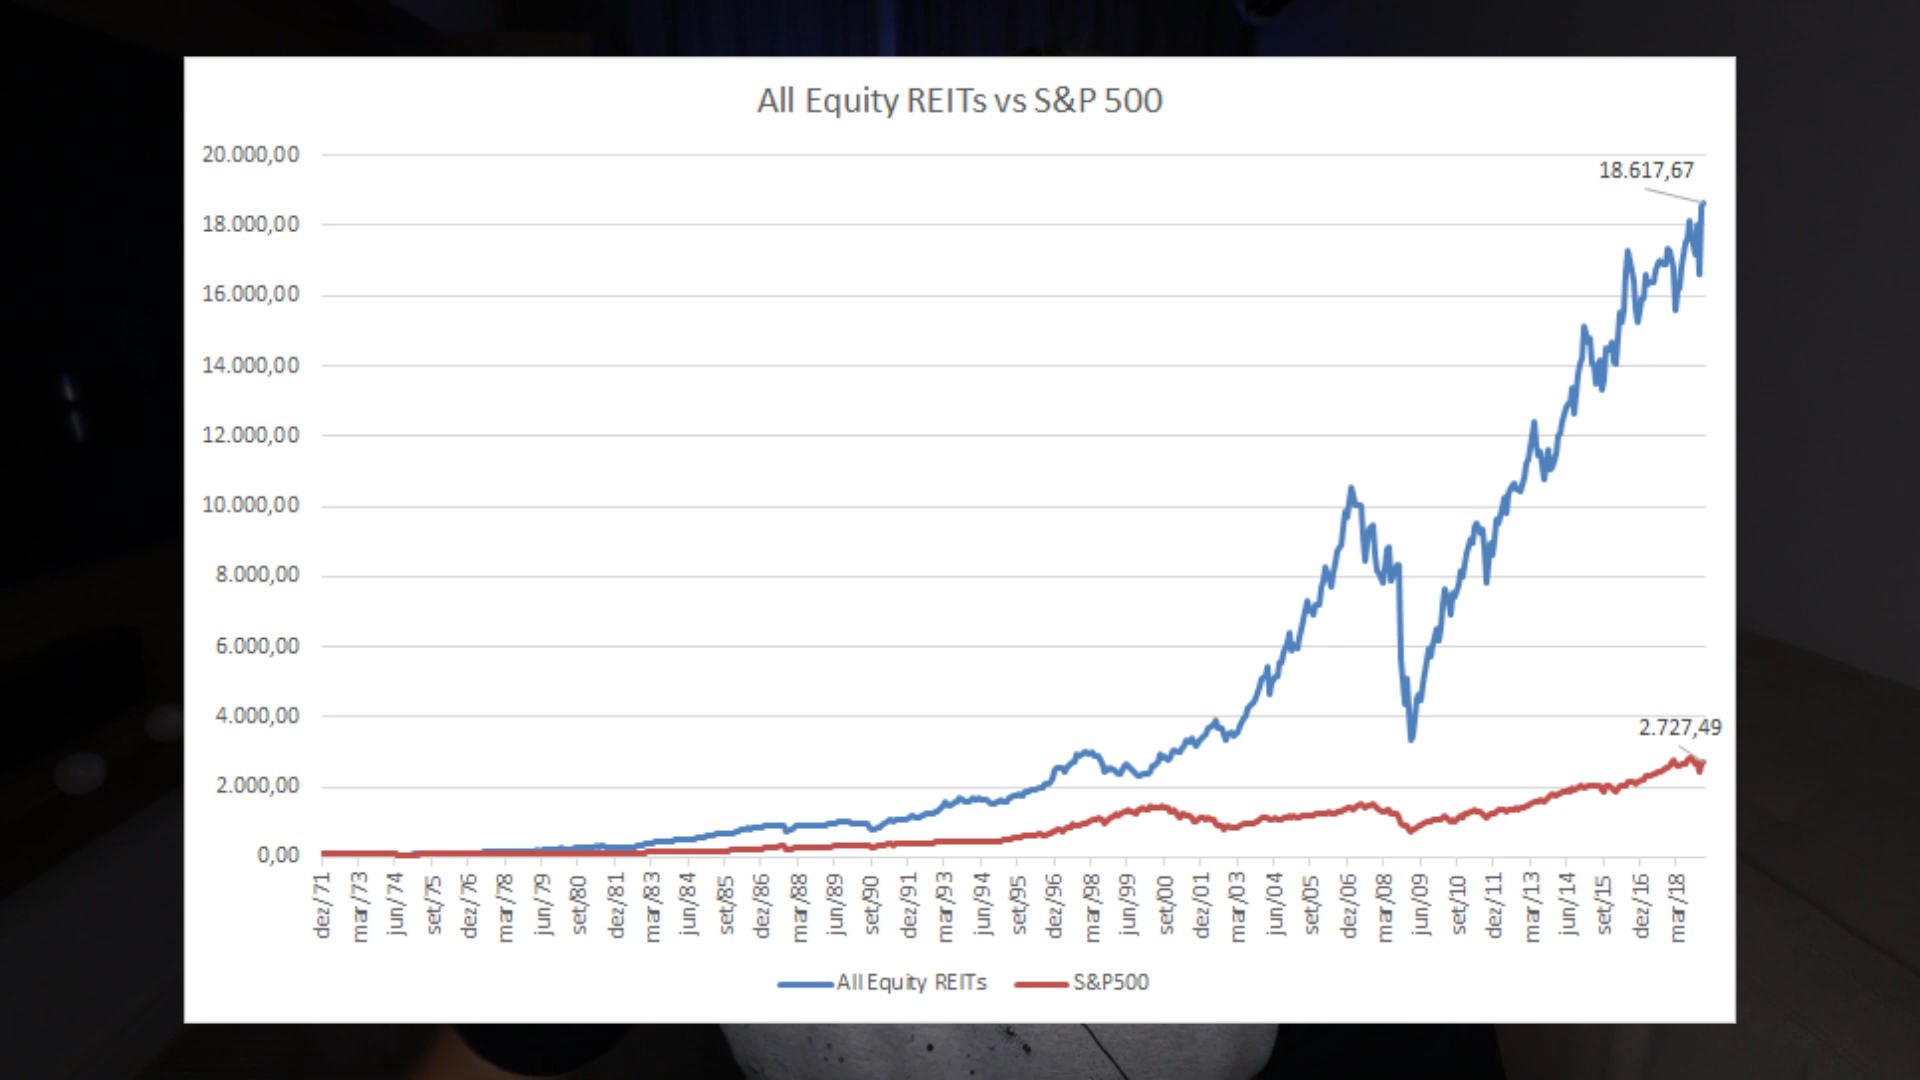 All Equity REITs vs S&P 500
20.000,00
18.617,67
18.000,00
16.000,00
14.000,00
12.000,00
10.000,00
8.000,00
6.000,00
4.000,00
2.727,49
2.000,00
0,00
dez/71
mar/73
jun/74
set/75
dez/76
mar/78
jun/79
set/80
dez/81
mar/83
jun/84
set/85
dez/86
mar/88
jun/89
set/90
dez/91
mar/93
jun/94
set/95
dez/96
mar/98
jun/99
set/00
dez/01
mar/03
jun/04
set/05
dez/06
mar/08
jun/09
set/10
dez/11
mar/13
jun/14
set/15
dez/16
mar/18
All Equity REITs
S&P500